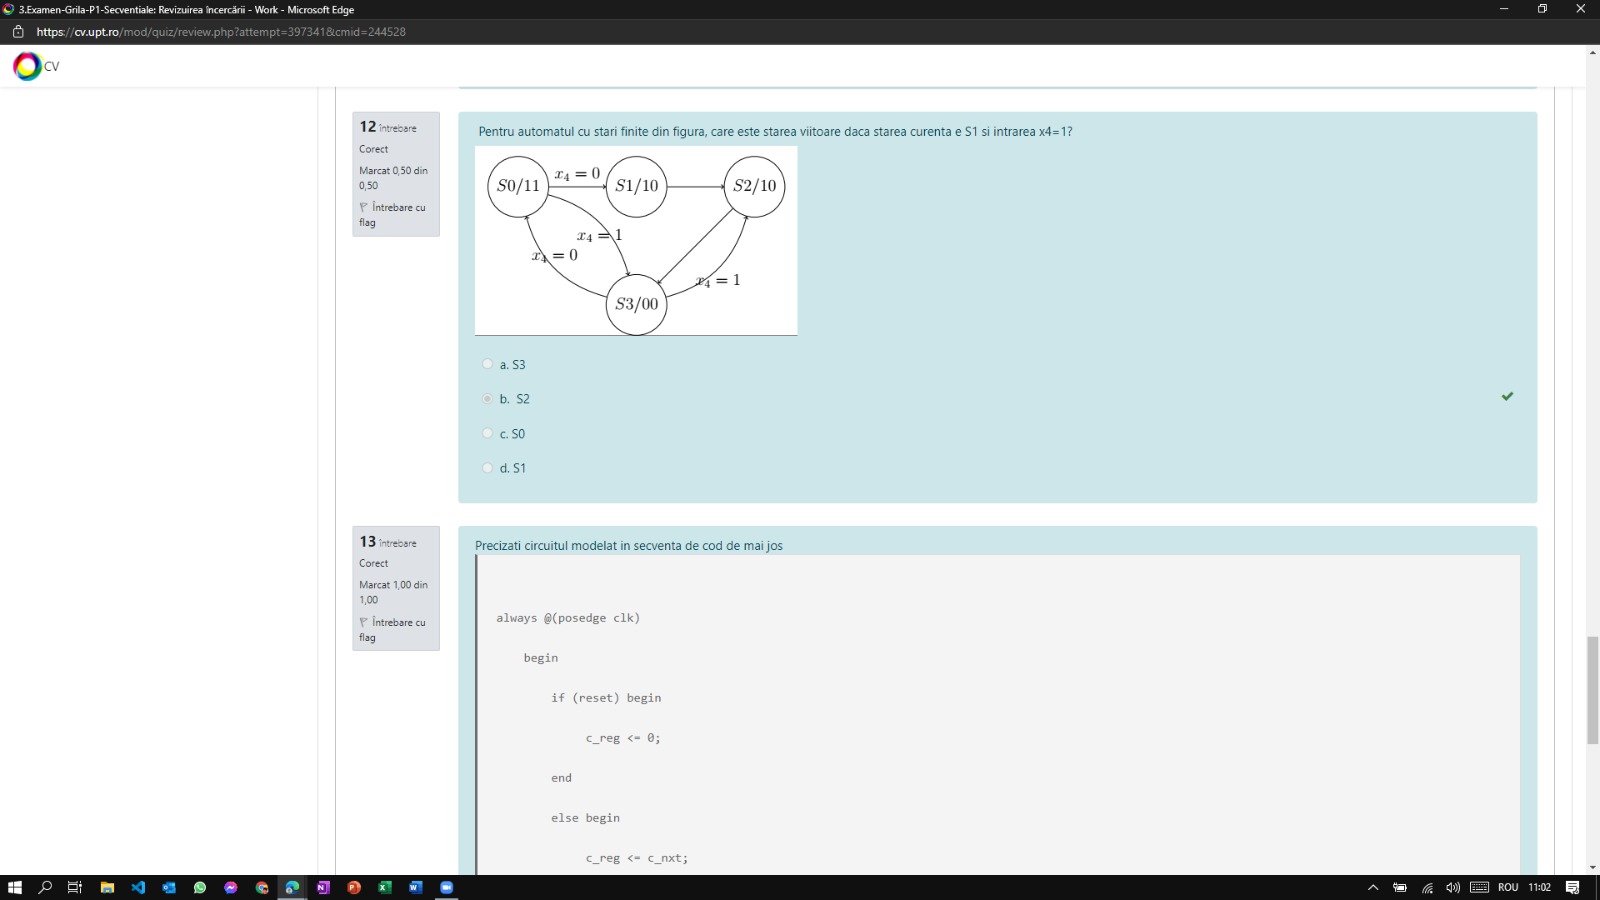 3.Examen-Grila-P1-Secventiale: Revizuirea încercării - Work - Microsoft Edge
https://cv.upt.ro/mod/quiz/review.php?attempt=397341&cmid=244528
CV
12 Întrebare
Corect
Marcat 0,50 din
0,50
Întrebare cu
flag
Pentru automatul cu stari finite din figura, care este starea viitoare daca starea curenta e S1 si intrarea x4=1?
S0/11
x4 = 0
S1/10
S2/10
x4 = 1
x4 = 0
x4 = 1
S3/00
a. S3
b. S2
c. S0
d. S1
13 Întrebare
Corect
Marcat 1,00 din
1,00
Întrebare cu
flag
Precizati circuitul modelat in secventa de cod de mai jos
always @(posedge clk)
begin
if (reset) begin
c_reg <= 0;
end
else begin
c_reg <= c_nxt;
ROU 11:02